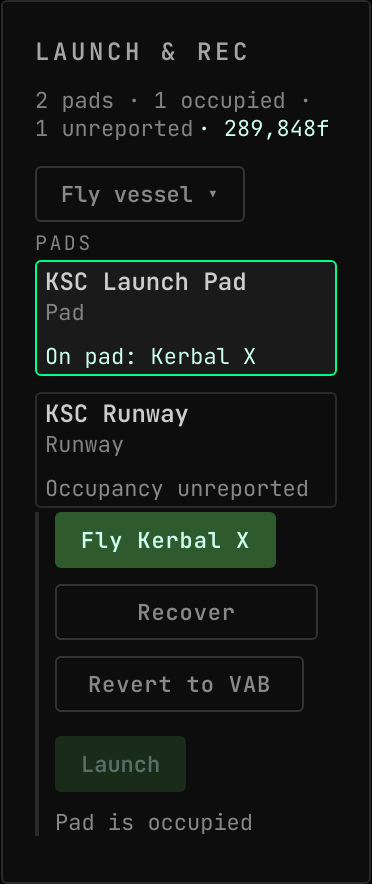 LAUNCH & REC
2 pads · 1 occupied ·
1 unreported · 289,848f
Fly vessel ▾
PADS
KSC Launch Pad
Pad
On pad: Kerbal X
KSC Runway
Runway
Occupancy unreported
Fly Kerbal X
Recover
Revert to VAB
Launch
Pad is occupied